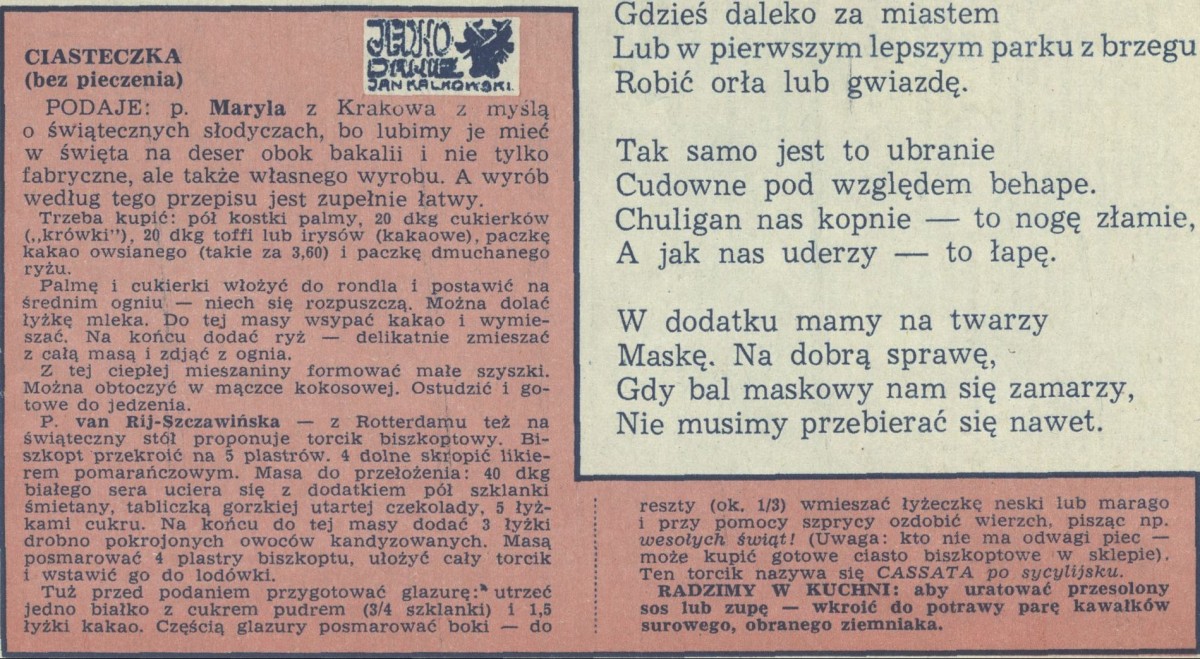 CIASTECZKA
(bez pieczenia)
JEDNO
DANIE
JAN KALKOWSKI.
PODAJE: p. Maryla z Krakowa z myślą
o świątecznych słodyczach, bo lubimy je mieć
w święta na deser obok bakalii i nie tylko
fabryczne, ale także własnego wyrobu. A wyrób
według tego przepisu jest zupełnie łatwy.
Trzeba kupić: pół kostki palmy, 20 dkg cukierków
(„krówki"), 20 dkg toffi lub irysów (kakaowe), paczkę
kakao owsianego (takie za 3,60) i paczkę dmuchanego
ryżu.
Palmę i cukierki włożyć do rondla i postawić na
średnim ogniu — niech się rozpuszczą. Można dolać
łyżkę mleka. Do tej masy wsypać kakao i wymie-
szać. Na końcu dodać ryż — delikatnie zmieszać
z całą masą i zdjąć z ognia.
Z tej ciepłej mieszaniny formować małe szyszki.
Można obtoczyć w mączce kokosowej. Ostudzić i go-
towe do jedzenia.
P. van Rij-Szczawińska — z Rotterdamu też na
świąteczny stół proponuje torcik biszkoptowy. Bi-
szkopt przekroić na 5 plastrów. 4 dolne skropić likie-
rem pomarańczowym. Masa do przełożenia: 40 dkg
białego sera uciera się z dodatkiem pół szklanki
śmietany, tabliczką gorzkiej utartej czekolady, 5 łyż-
kami cukru. Na końcu do tej masy dodać 3 łyżki
drobno pokrojonych owoców kandyzowanych. Masą
posmarować 4 plastry biszkoptu, ułożyć cały torcik
i wstawić go do lodówki.
Tuż przed podaniem przygotować glazurę: utrzeć
jedno białko z cukrem pudrem (3/4 szklanki) i 1,5
łyżki kakao. Częścią glazury posmarować boki — do
reszty (ok. 1/3) wmieszać łyżeczkę neski lub marago
i przy pomocy szprycy ozdobić wierzch, pisząc np.
wesołych świąt! (Uwaga: kto nie ma odwagi piec —
może kupić gotowe ciasto biszkoptowe w sklepie).
Ten torcik nazywa się CASSATA po sycylijsku.
RADZIMY W KUCHNI: aby uratować przesolony
sos lub zupę — wkroić do potrawy parę kawałków
surowego, obranego ziemniaka.
Gdzieś daleko za miastem
Lub w pierwszym lepszym parku z brzegu
Robić orła lub gwiazdę.
Tak samo jest to ubranie
Cudowne pod względem behape.
Chuligan nas kopnie — to nogę złamie,
A jak nas uderzy — to łapę.
W dodatku mamy na twarzy
Maskę. Na dobrą sprawę,
Gdy bal maskowy nam się zamarzy,
Nie musimy przebierać się nawet.